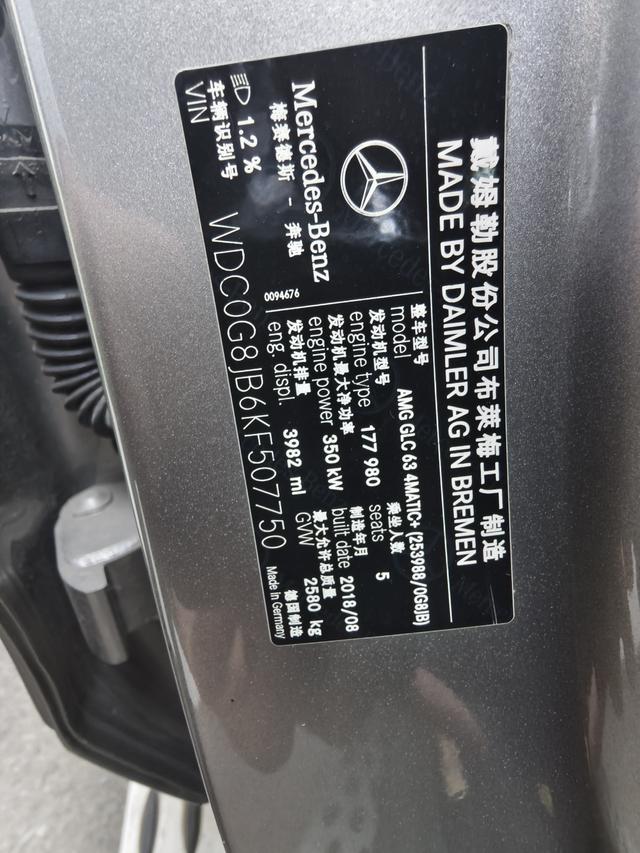 戴姆勒股份公司布莱梅工厂制造
MADE BY DAIMLER AG IN BREMEN
Mercedes-Benz
梅赛德斯 - 奔驰
1.2 %
0094676
整车型号
model AMG GLC 63 4MATIC+ (253988/0G8JB)
发动机型号 乘坐人数
engine type 177 980 seats 5
发动机最大净功率 制造年月
engine power 350 kW built date 2018/08
发动机排量 最大允许总质量
eng. displ. 3982 ml GVW 2580 kg
车辆识别号 德国制造
VIN WDC0G8JB6KF507750 Made in Germany